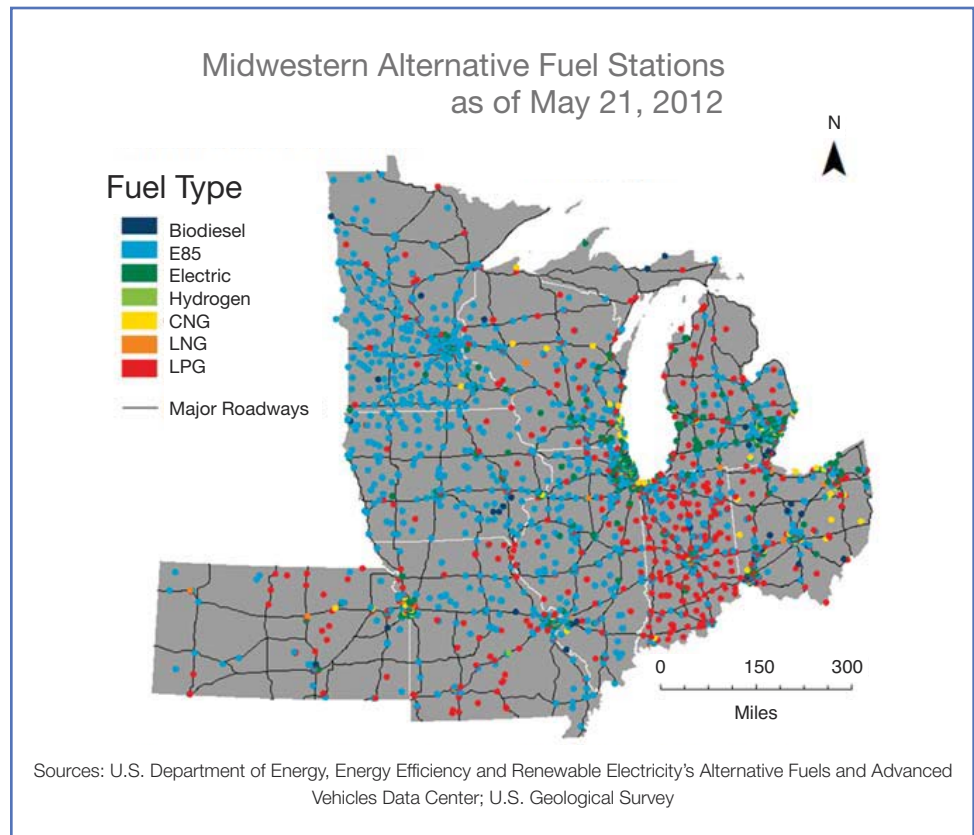 Midwestern Alternative Fuel Stations
as of May 21, 2012
N
Fuel Type
Biodiesel
E85
Electric
Hydrogen
CNG
LNG
LPG
Major Roadways
0 150 300
Miles
Sources: U.S. Department of Energy, Energy Efficiency and Renewable Electricity's Alternative Fuels and Advanced
Vehicles Data Center; U.S. Geological Survey